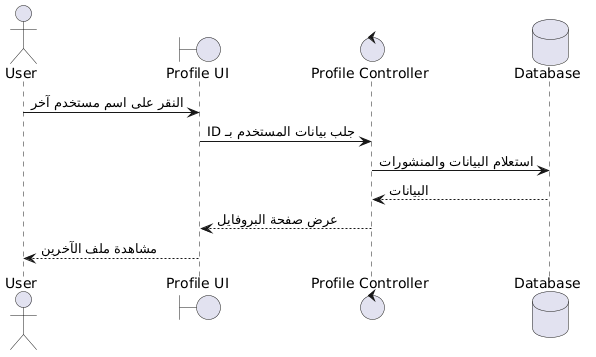 User Profile UI Profile Controller Database
النقر على اسم مستخدم آخر
جلب بيانات المستخدم بـ ID
استعلام البيانات والمنشورات
البيانات
عرض صفحة البروفايل
مشاهدة ملف الآخرين
User Profile UI Profile Controller Database